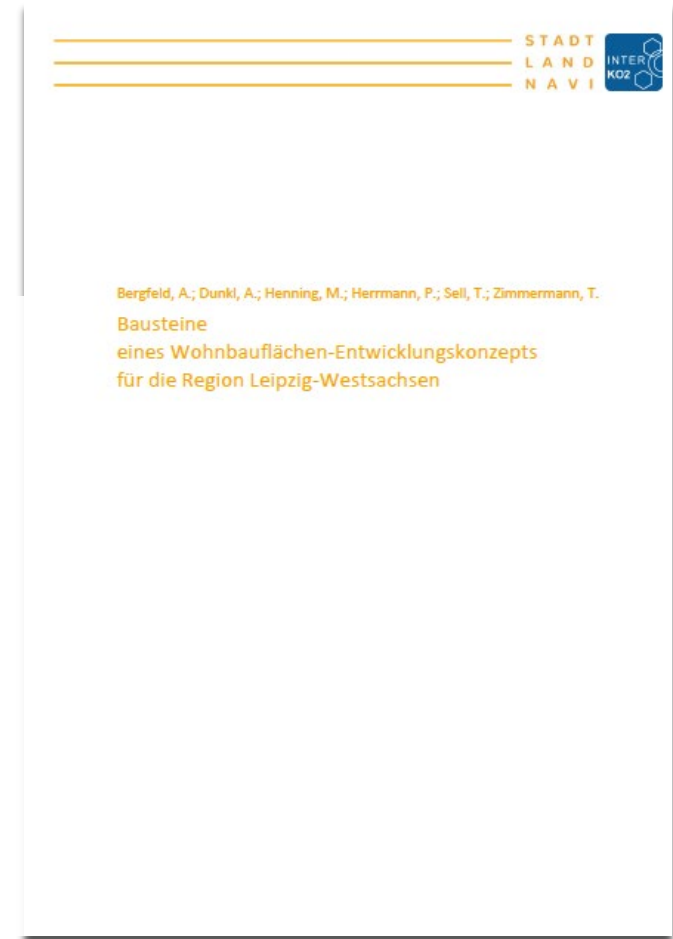 STADT
LAND
NAVI
INTER
KO2
Bergfeld, A.; Dunkl, A.; Henning, M.; Herrmann, P.; Sell, T.; Zimmermann, T.
Bausteine
eines Wohnbauflächen-Entwicklungskonzepts
für die Region Leipzig-Westsachsen